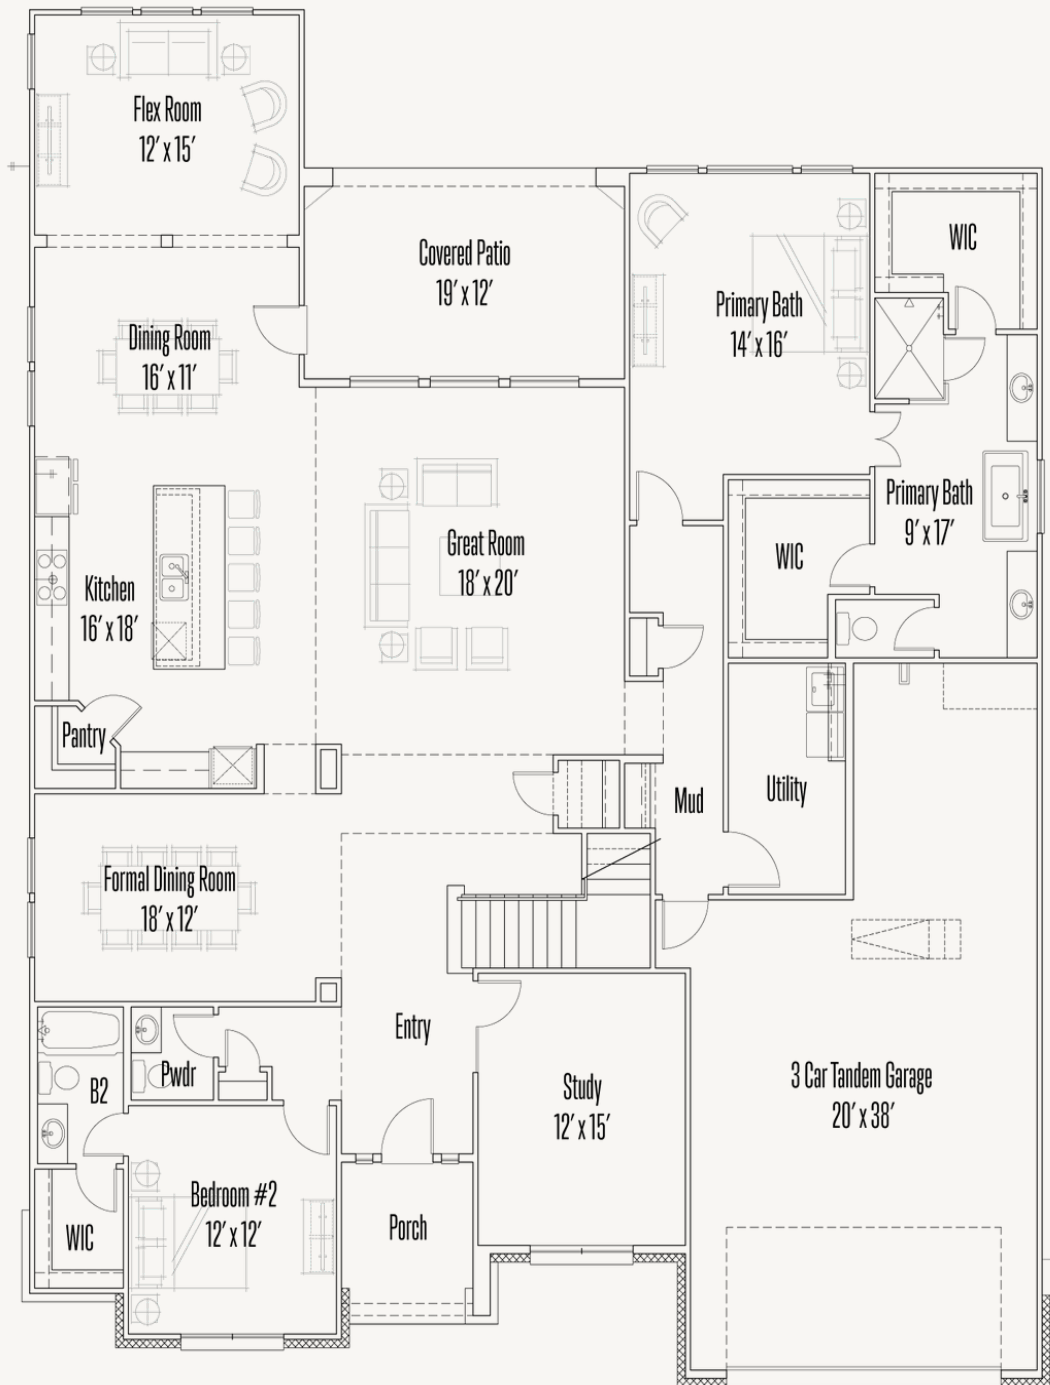 Flex Room
12' x 15'
Covered Patio
19' x 12'
WIC
Primary Bath
14' x 16'
Dining Room
16' x 11'
Primary Bath
9' x 17'
Great Room
18' x 20'
WIC
Kitchen
16' x 18'
Pantry
Mud
Utility
Formal Dining Room
18' x 12'
Entry
Pwdr
B2
Study
12' x 15'
3 Car Tandem Garage
20' x 38'
Bedroom #2
12' x 12'
WIC
Porch